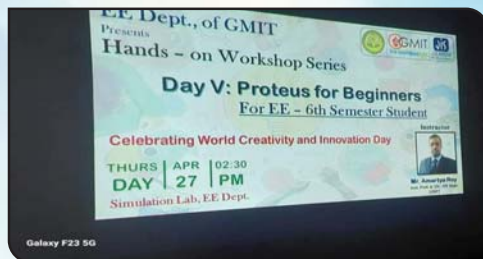 EE Dept., of GMIT
Presents
Hands – on Workshop Series
Day V: Proteus for Beginners
For EE – 6th Semester Student
Celebrating World Creativity and Innovation Day
THURS DAY | APR 27 | 02:30 PM
Simulation Lab, EE Dept.
GMIT
Instructor
Mr. Amartya Roy
Galaxy F23 5G